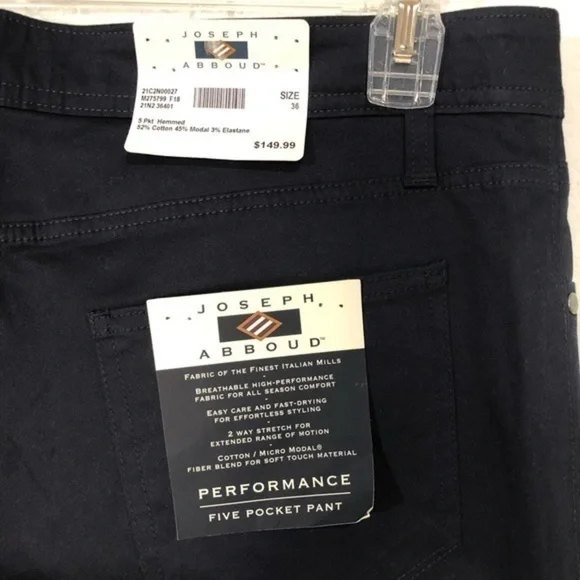 JOSEPH
ABBOUD™
21C2N00027
M275799 F18
21N2 36401
SIZE
36
5 Pkt Hemmed
52% Cotton 45% Modal 3% Elastane
$149.99
JOSEPH
ABBOUD™
FABRIC OF THE FINEST ITALIAN MILLS
-
BREATHABLE HIGH-PERFORMANCE
FABRIC FOR ALL SEASON COMFORT
-
EASY CARE AND FAST-DRYING
FOR EFFORTLESS STYLING
-
2 WAY STRETCH FOR
EXTENDED RANGE OF MOTION
-
COTTON / MICRO MODAL®
FIBER BLEND FOR SOFT TOUCH MATERIAL
PERFORMANCE
FIVE POCKET PANT